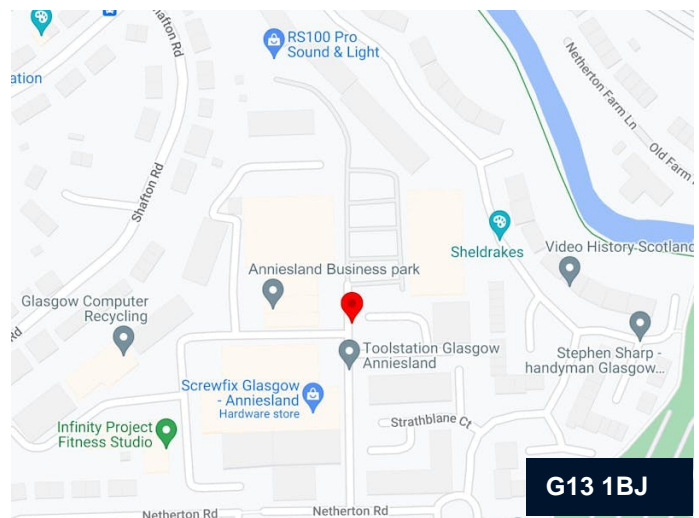 Shafton Rd
RS100 Pro
Sound & Light
ation
Netherton Farm Ln
Old Farm
Shafton Rd
Sheldrakes
Video History Scotland
Anniesland Business park
Glasgow Computer
Recycling
Rd
Toolstation Glasgow
Anniesland
Stephen Sharp -
handyman Glasgow...
Screwfix Glasgow
- Anniesland
Hardware store
Strathblane Ct
Infinity Project
Fitness Studio
G13 1BJ
Netherton Rd
Netherton Rd